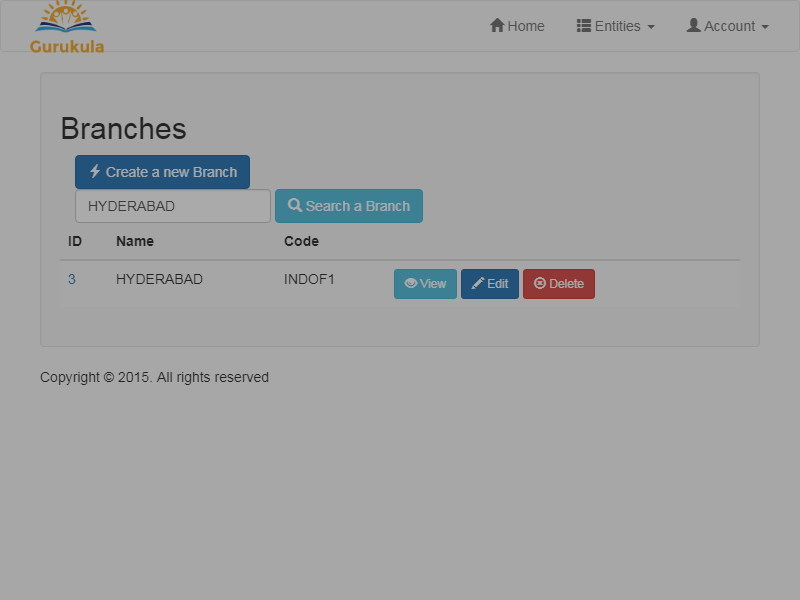 Gurukula
Home Entities Account
Branches
Create a new Branch
HYDERABAD Search a Branch
ID Name Code
3 HYDERABAD INDOF1 View Edit Delete
Copyright © 2015. All rights reserved